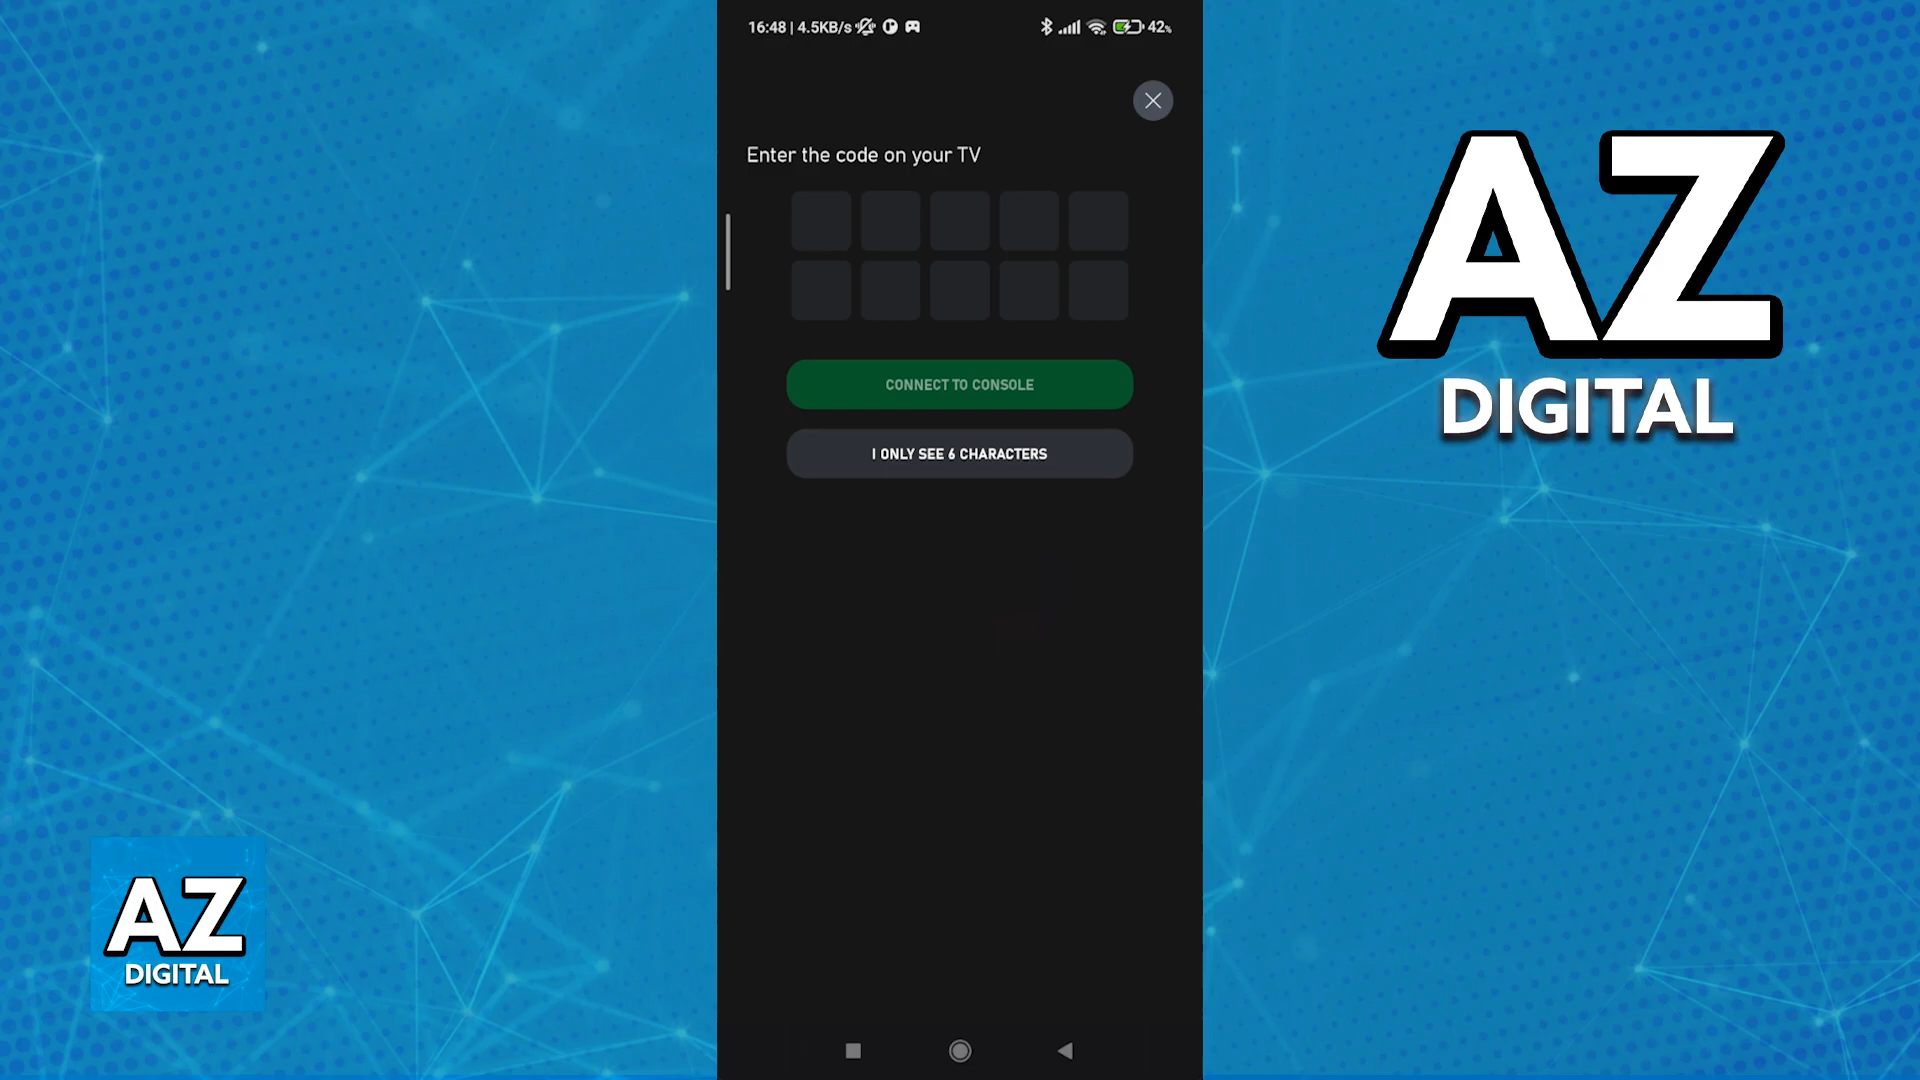 16:48 | 4.5KB/s
42%
Enter the code on your TV
CONNECT TO CONSOLE
I ONLY SEE 6 CHARACTERS
AZ
DIGITAL
AZ
DIGITAL